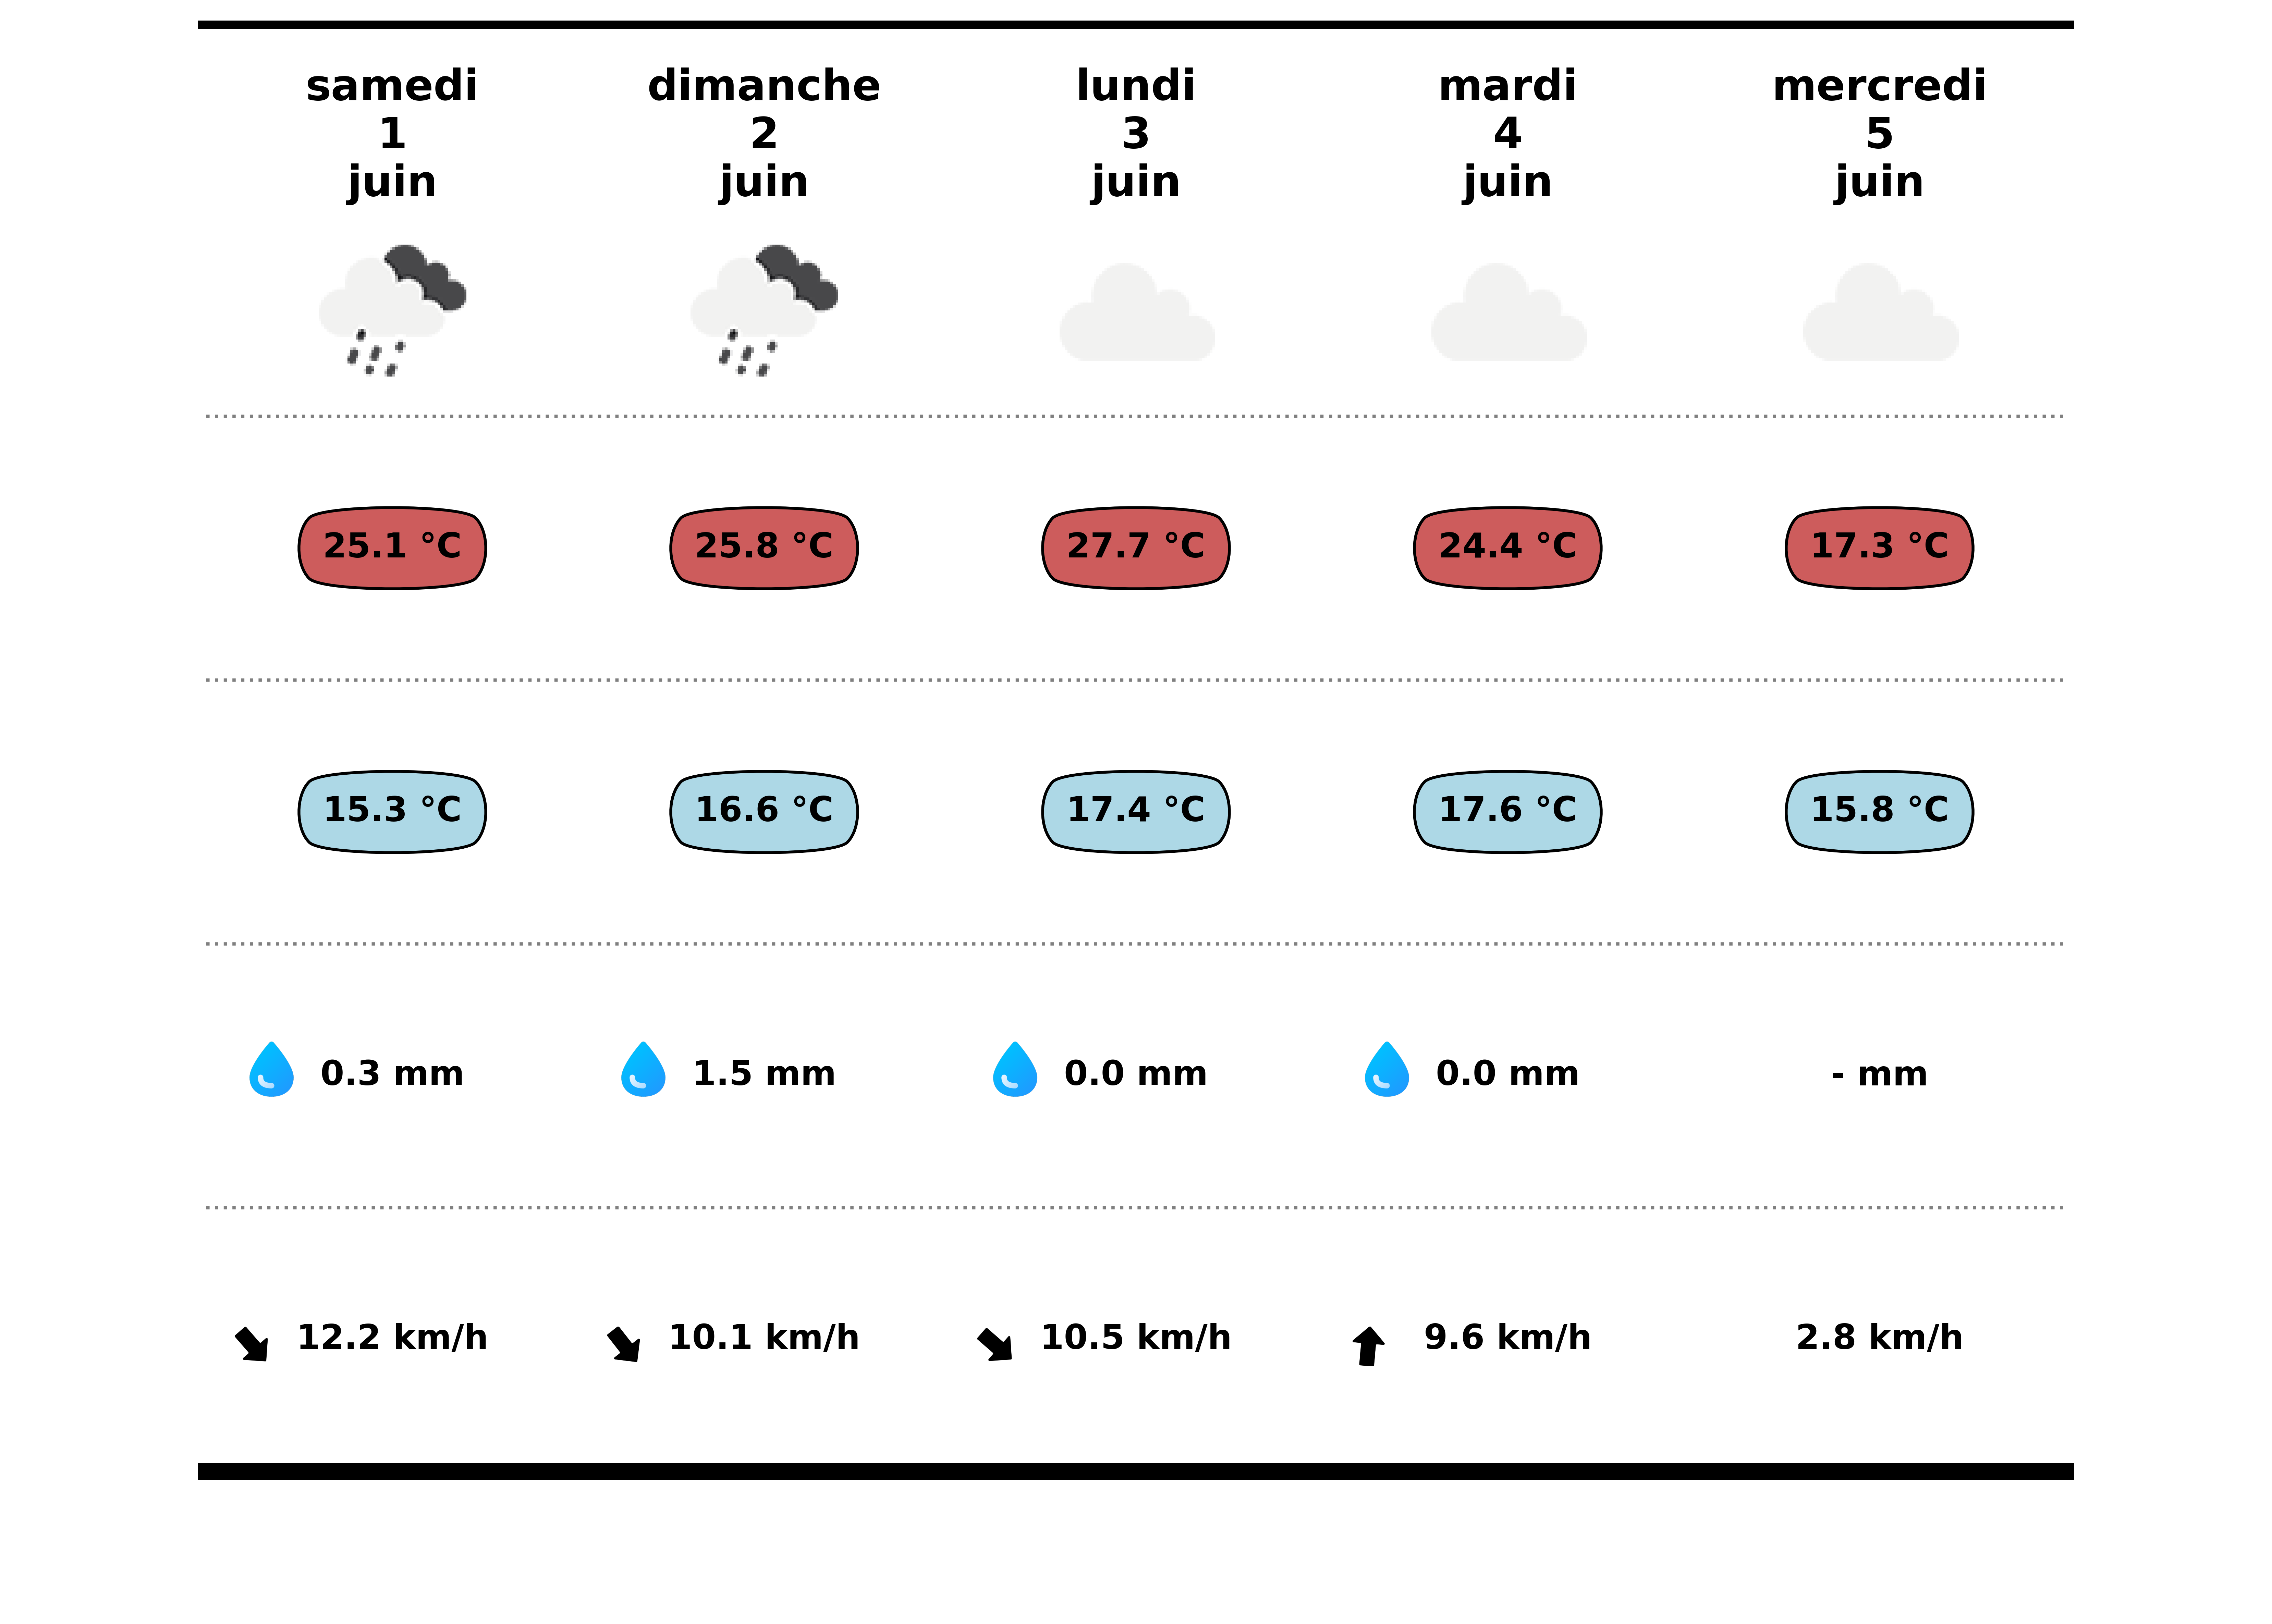 samedi
1
juin
dimanche
2
juin
lundi
3
juin
mardi
4
juin
mercredi
5
juin
25.1 °C
25.8 °C
27.7 °C
24.4 °C
17.3 °C
15.3 °C
16.6 °C
17.4 °C
17.6 °C
15.8 °C
0.3 mm
1.5 mm
0.0 mm
0.0 mm
- mm
12.2 km/h
10.1 km/h
10.5 km/h
9.6 km/h
2.8 km/h